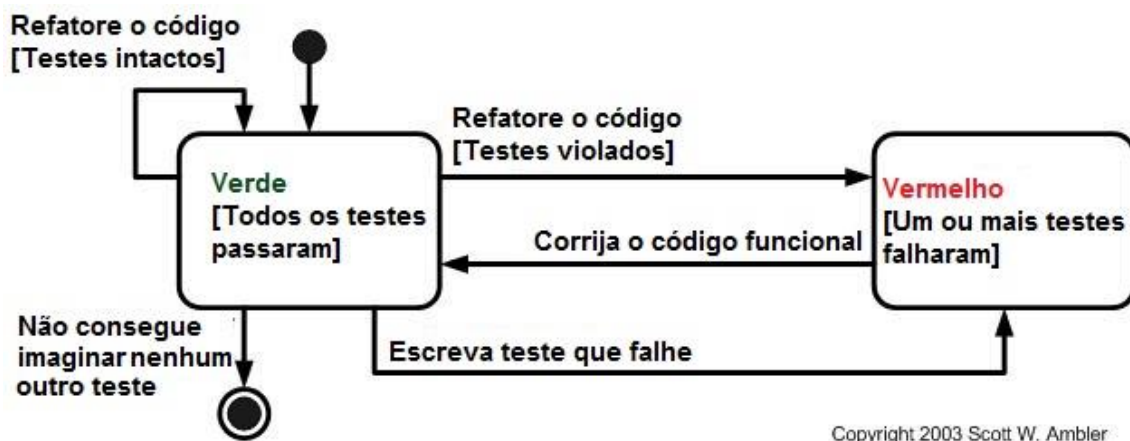 Refatore o código
[Testes intactos]
Refatore o código
[Testes violados]
Verde
[Todos os testes
passaram]
Vermelho
[Um ou mais testes
falharam]
Corrija o código funcional
Não consegue
imaginar nenhum
outro teste
Escreva teste que falhe
Copyright 2003 Scott W. Ambler